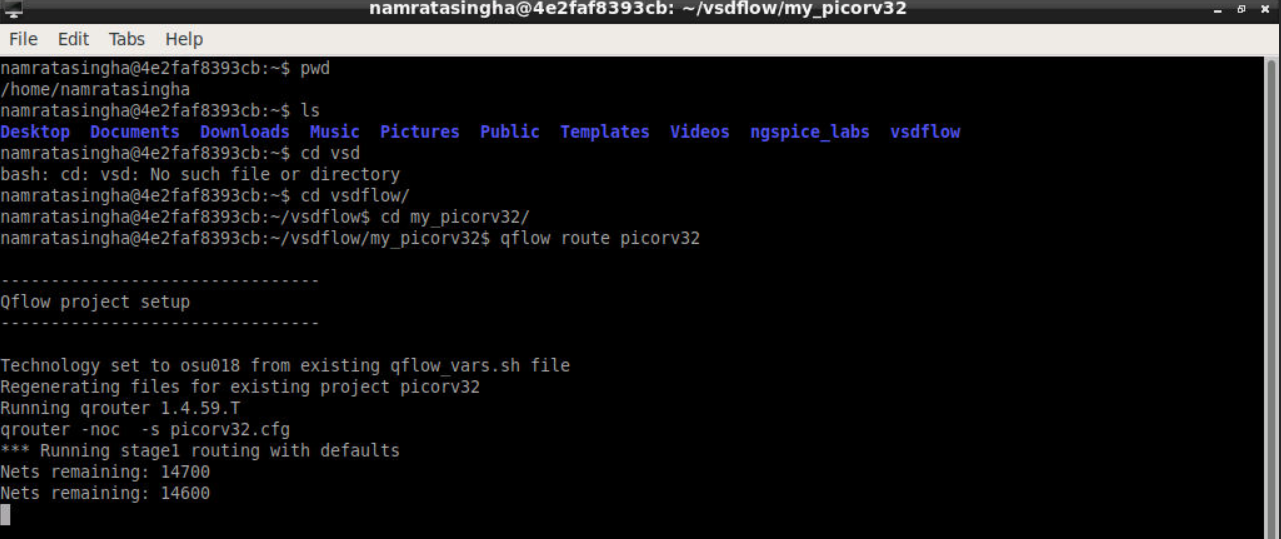 namratasingha@4e2faf8393cb: ~/vsdflow/my_picorv32
File Edit Tabs Help
namratasingha@4e2faf8393cb:~$ pwd
/home/namratasingha
namratasingha@4e2faf8393cb:~$ ls
Desktop Documents Downloads Music Pictures Public Templates Videos ngspice_labs vsdflow
namratasingha@4e2faf8393cb:~$ cd vsd
bash: cd: vsd: No such file or directory
namratasingha@4e2faf8393cb:~$ cd vsdflow/
namratasingha@4e2faf8393cb:~/vsdflow$ cd my_picorv32/
namratasingha@4e2faf8393cb:~/vsdflow/my_picorv32$ qflow route picorv32
--------------------------------
Qflow project setup
--------------------------------
Technology set to osu018 from existing qflow_vars.sh file
Regenerating files for existing project picorv32
Running qrouter 1.4.59.T
qrouter -noc  -s picorv32.cfg
*** Running stage1 routing with defaults
Nets remaining: 14700
Nets remaining: 14600